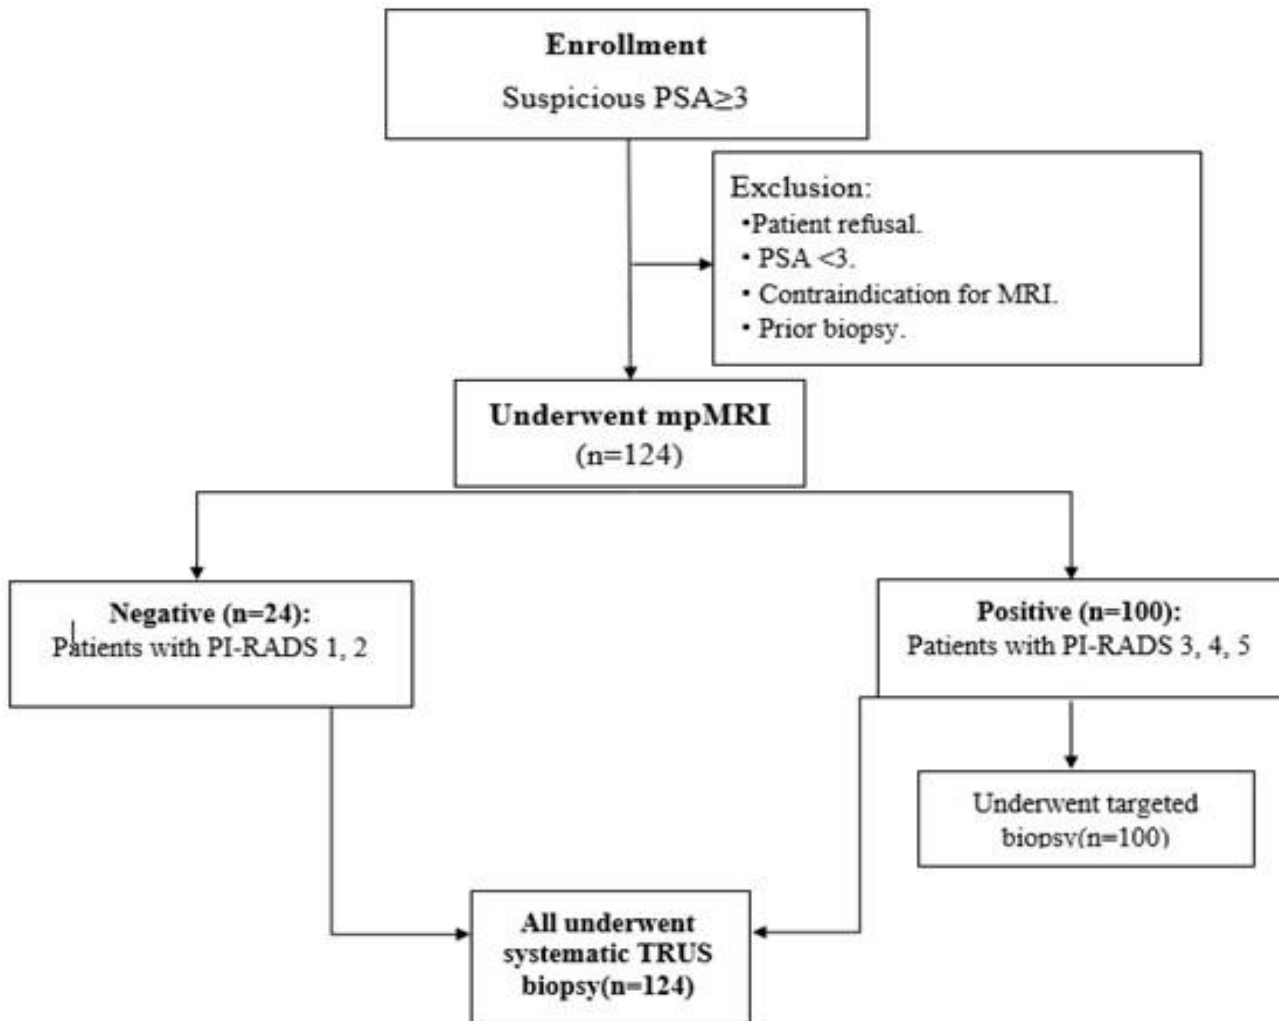 Enrollment
Suspicious PSA≥3
Exclusion:
•Patient refusal.
• PSA <3.
• Contraindication for MRI.
• Prior biopsy.
Underwent mpMRI
(n=124)
Negative (n=24):
Patients with PI-RADS 1, 2
Positive (n=100):
Patients with PI-RADS 3, 4, 5
Underwent targeted
biopsy(n=100)
All underwent
systematic TRUS
biopsy(n=124)